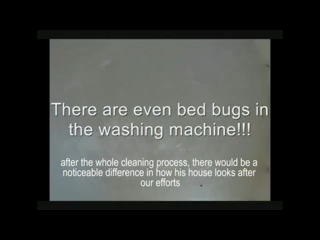 There are even bed bugs in
the washing machine!!!
after the whole cleaning process, there would be a
noticeable difference in how his house looks after
our efforts